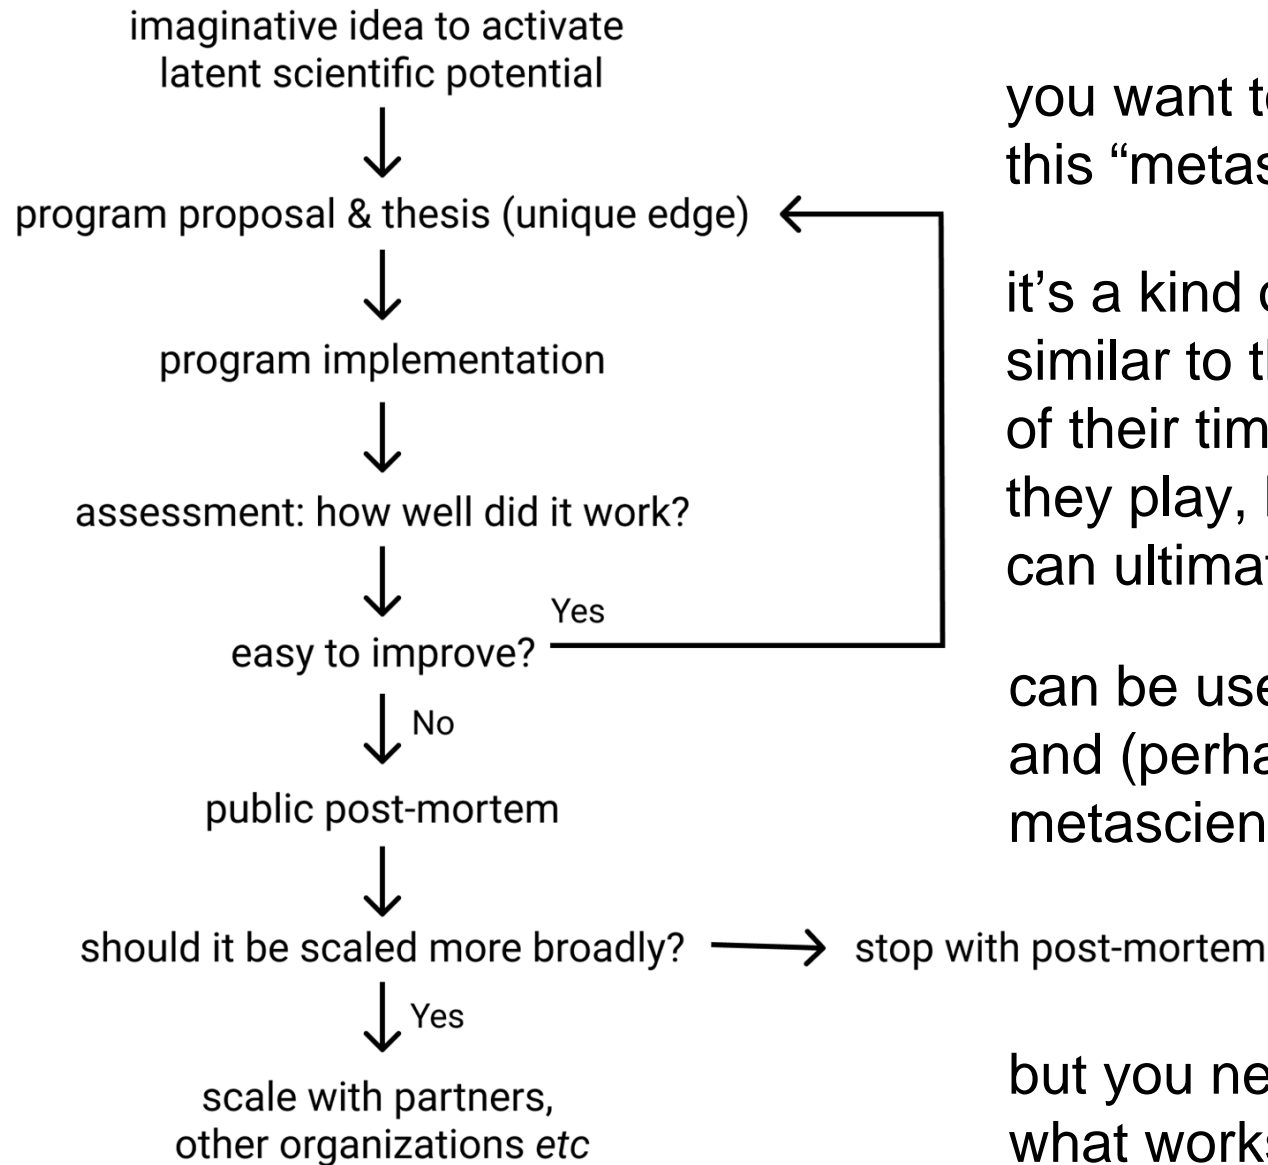 imaginative idea to activate
latent scientific potential
program proposal & thesis (unique edge)
program implementation
assessment: how well did it work?
Yes
easy to improve?
No
public post-mortem
should it be scaled more broadly?
stop with post-mortem
Yes
scale with partners,
other organizations etc
you want to
this “metas
it’s a kind
similar to
of their tim
they play,
can ultimat
can be use
and (perha
metascien
but you ne
what works